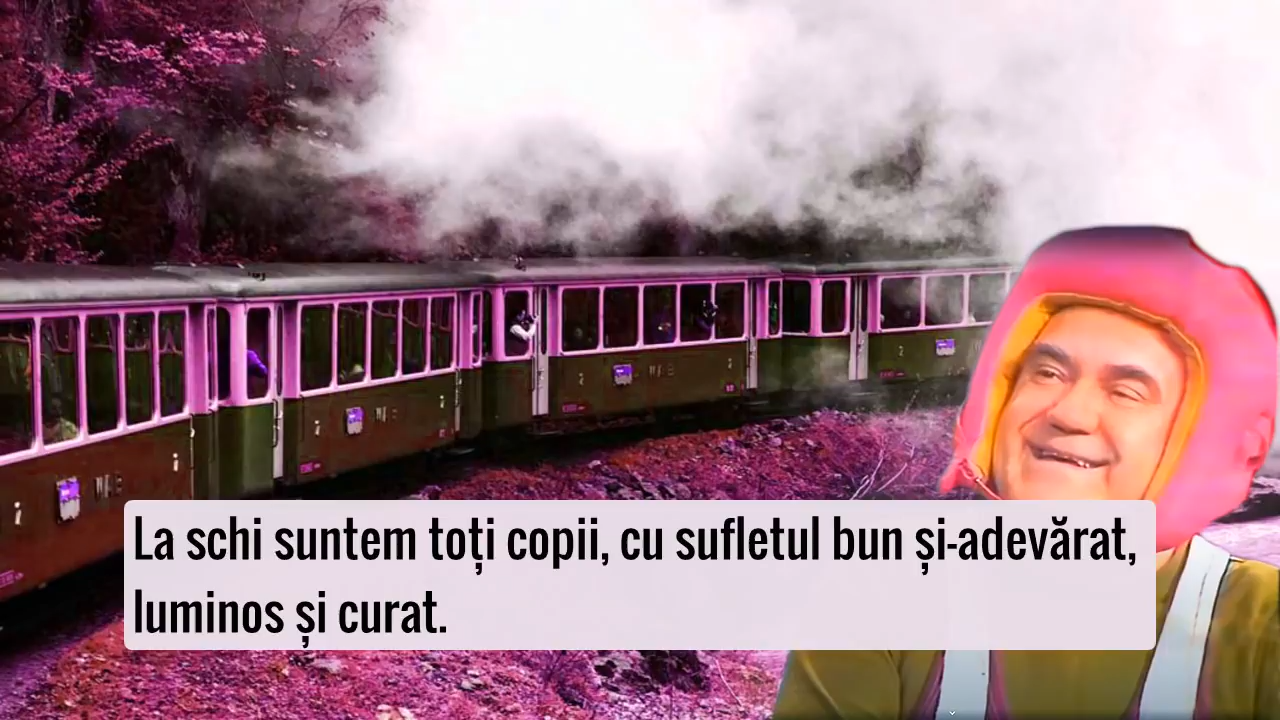 La schi suntem toți copii, cu sufletul bun și-adevărat,
luminos și curat.